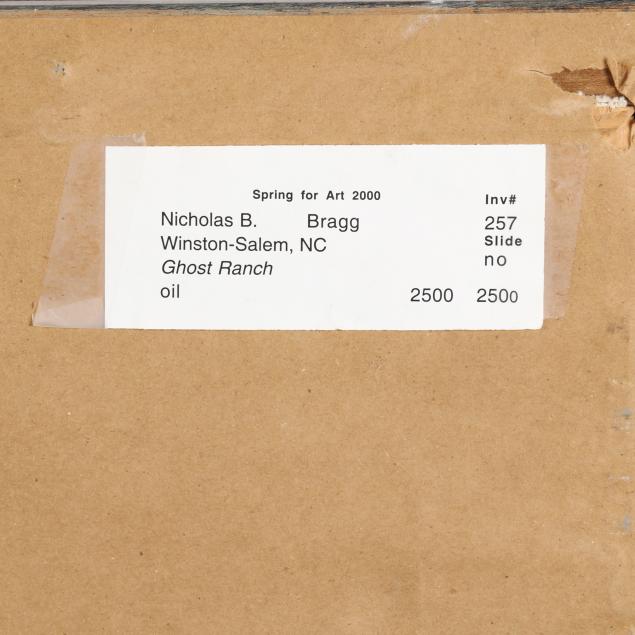 Spring for Art 2000
Inv#
Nicholas B. Bragg 257
Winston-Salem, NC Slide
Ghost Ranch no
oil 2500 2500